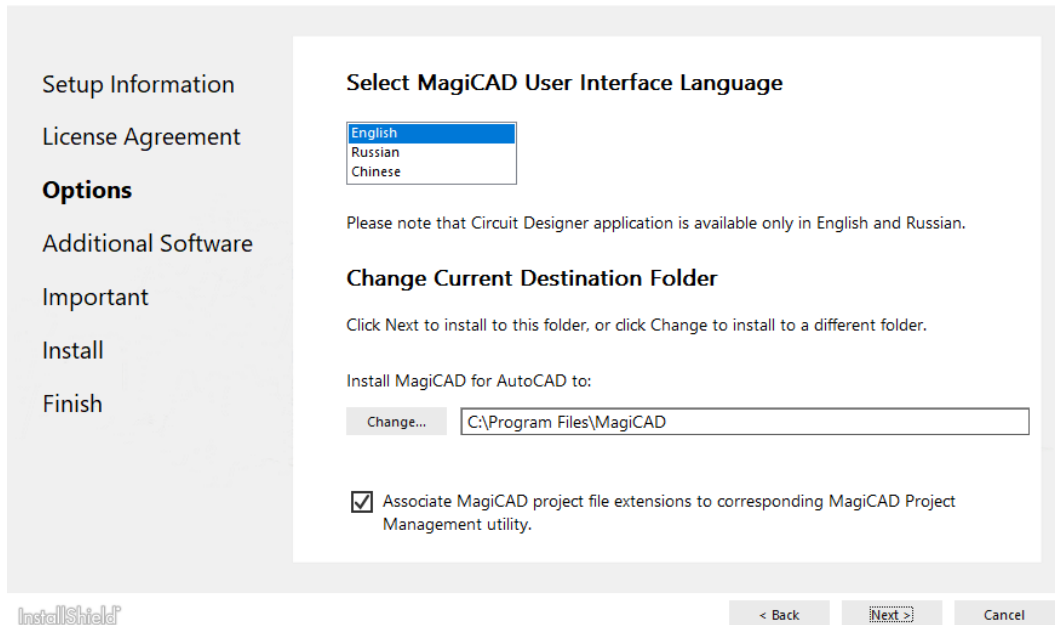 Setup Information
License Agreement
Options
Additional Software
Important
Install
Finish
Select MagiCAD User Interface Language
English
Russian
Chinese
Please note that Circuit Designer application is available only in English and Russian.
Change Current Destination Folder
Click Next to install to this folder, or click Change to install to a different folder.
Install MagiCAD for AutoCAD to:
Change... C:\Program Files\MagiCAD
Associate MagiCAD project file extensions to corresponding MagiCAD Project
Management utility.
InstallShield™
< Back Next > Cancel